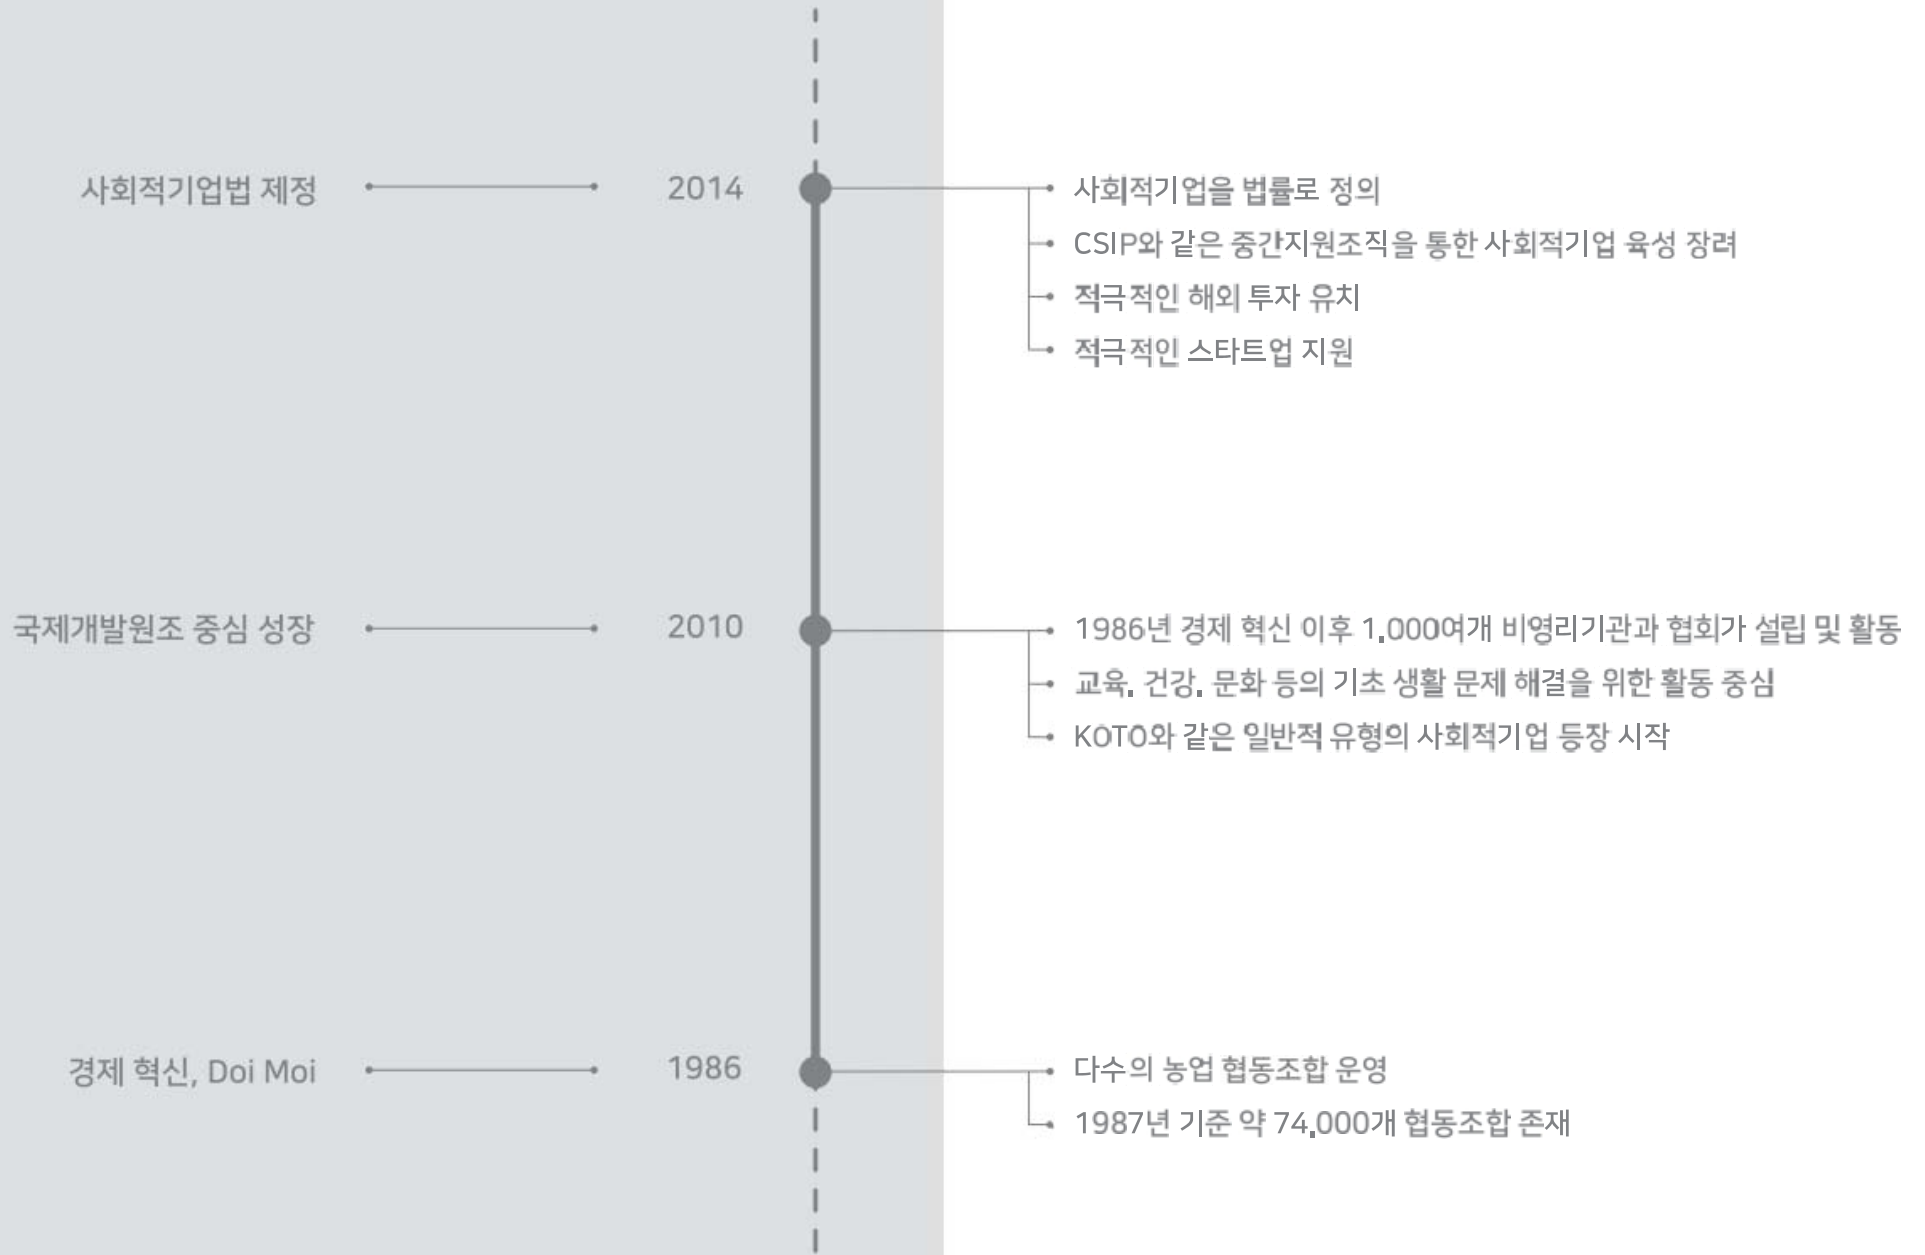 사회적기업법 제정
2014
사회적기업을 법률로 정의
CSIP와 같은 중간지원조직을 통한 사회적기업 육성 장려
적극적인 해외 투자 유치
적극적인 스타트업 지원
국제개발원조 중심 성장
2010
1986년 경제 혁신 이후 1,000여개 비영리기관과 협회가 설립 및 활동
교육, 건강, 문화 등의 기초 생활 문제 해결을 위한 활동 중심
KOTO와 같은 일반적 유형의 사회적기업 등장 시작
경제 혁신, Doi Moi
1986
다수의 농업 협동조합 운영
1987년 기준 약 74,000개 협동조합 존재